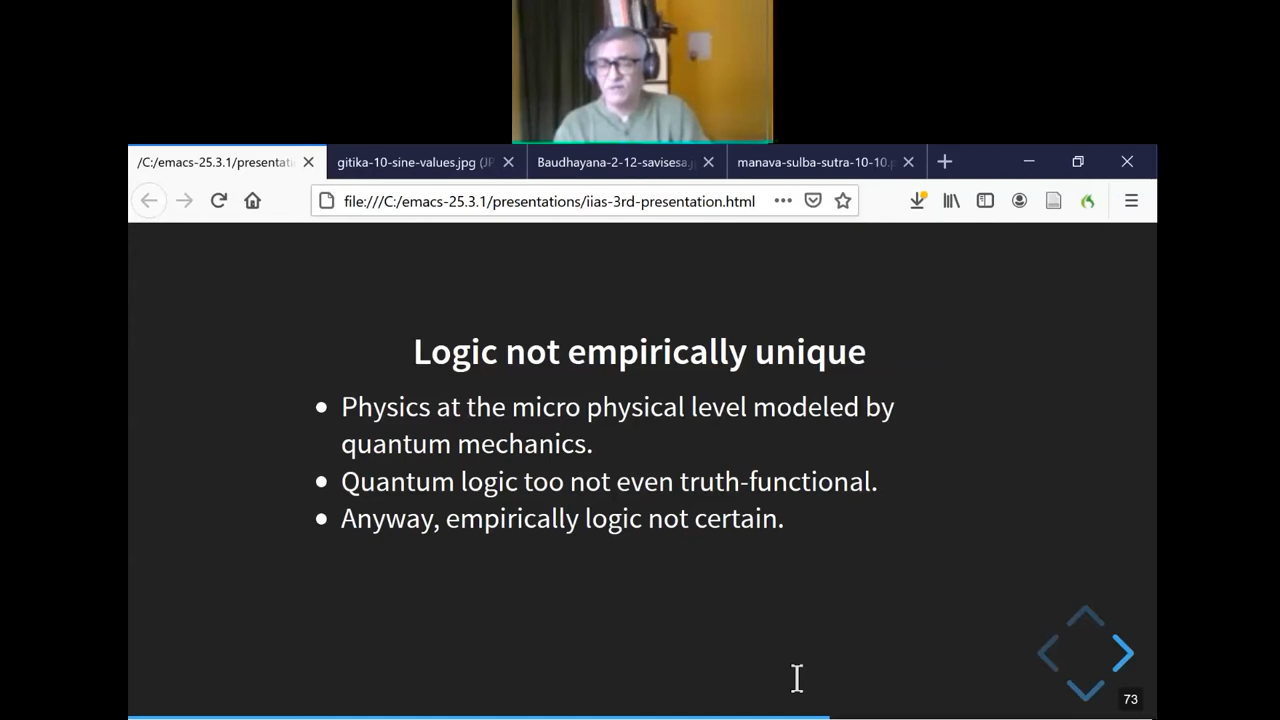 /C:/emacs-25.3.1/presentati
gitika-10-sine-values.jpg (JP
Baudhayana-2-12-savisesa.j
manava-sulba-sutra-10-10.p
file:///C:/emacs-25.3.1/presentations/iias-3rd-presentation.html
Logic not empirically unique
Physics at the micro physical level modeled by
quantum mechanics.
Quantum logic too not even truth-functional.
Anyway, empirically logic not certain.
73